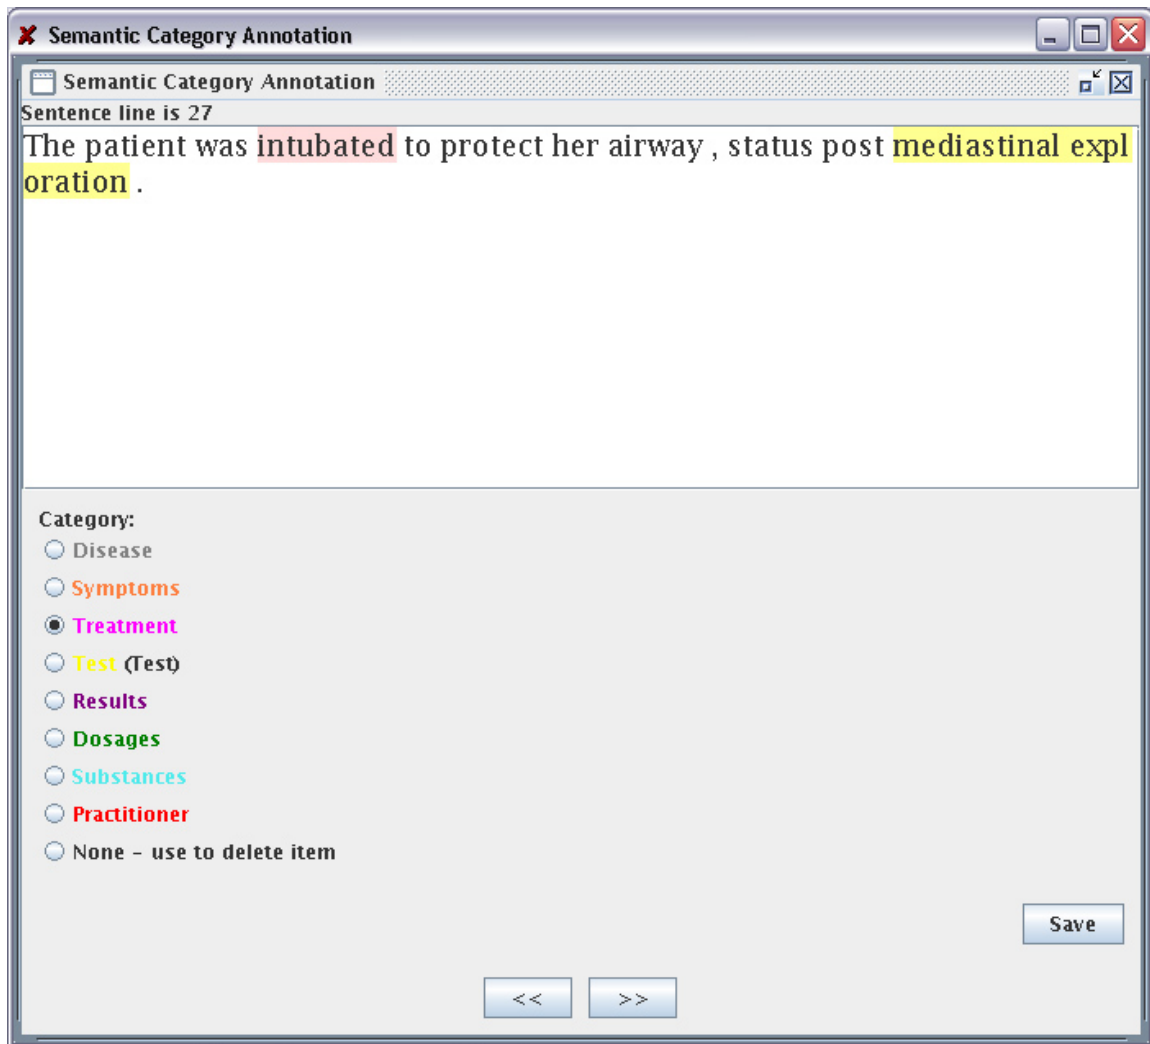 Semantic Category Annotation
Semantic Category Annotation
Sentence line is 27
The patient was intubated to protect her airway , status post mediastinal expl
oration .
Category:
Disease
Symptoms
Treatment
Test (Test)
Results
Dosages
Substances
Practitioner
None - use to delete item
Save
<< >>